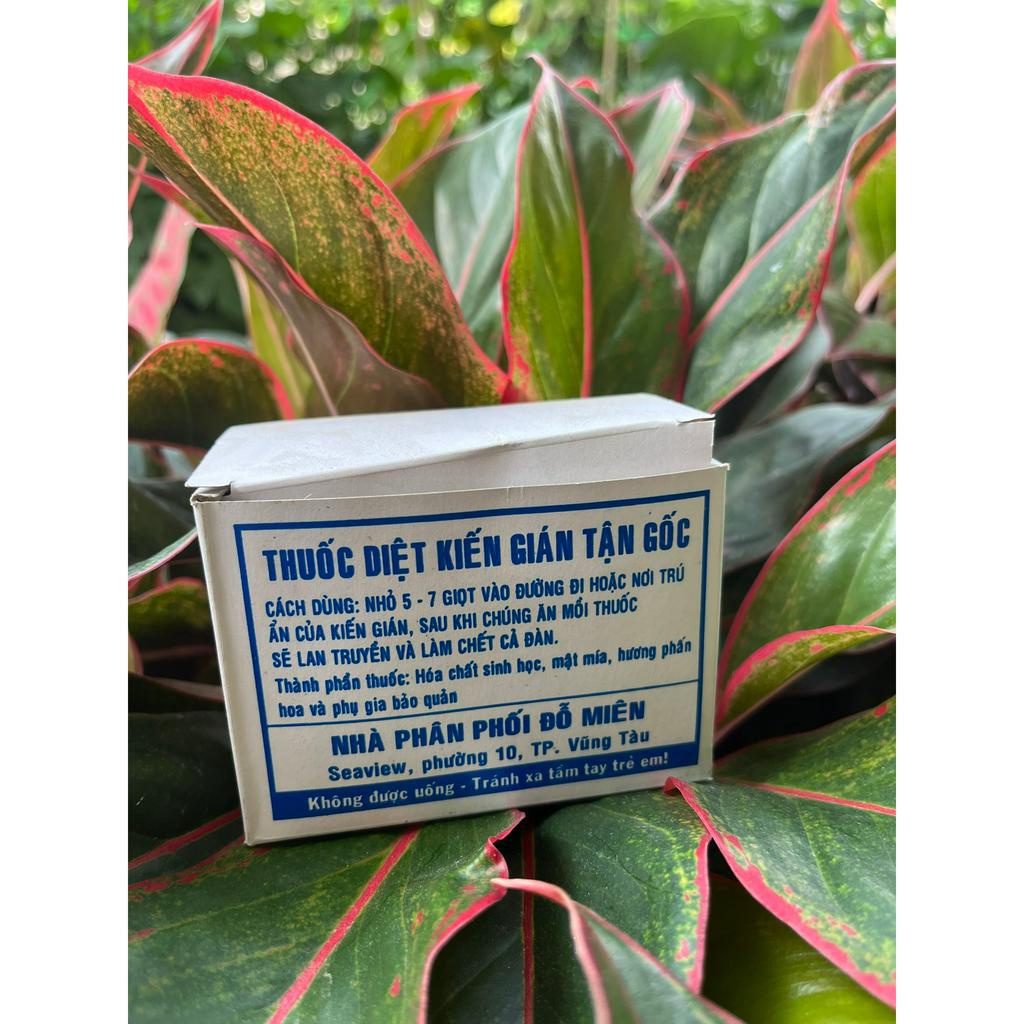 THUỐC DIỆT KIẾN GIÁN TẬN GỐC
CÁCH DÙNG: NHỎ 5 - 7 GIỌT VÀO ĐƯỜNG ĐI HOẶC NƠI TRÚ
ẨN CỦA KIẾN GIÁN, SAU KHI CHÚNG ĂN MỒI THUỐC
SẼ LAN TRUYỀN VÀ LÀM CHẾT CẢ ĐÀN.
Thành phần thuốc: Hóa chất sinh học, mật mía, hương phấn
hoa và phụ gia bảo quản
NHÀ PHÂN PHỐI ĐỖ MIÊN
Seaview, phường 10, TP. Vũng Tàu
Không được uống - Tránh xa tầm tay trẻ em!